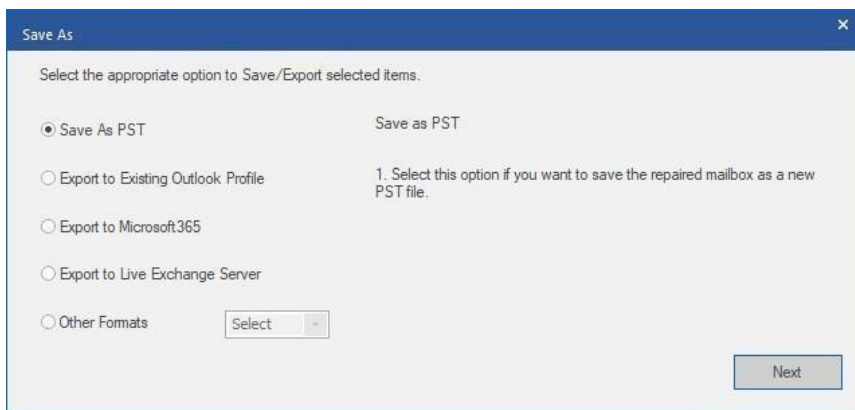 Save As
Select the appropriate option to Save/Export selected items.
Save As PST
Save as PST
Export to Existing Outlook Profile
1. Select this option if you want to save the repaired mailbox as a new
PST file.
Export to Microsoft365
Export to Live Exchange Server
Other Formats
Select
Next